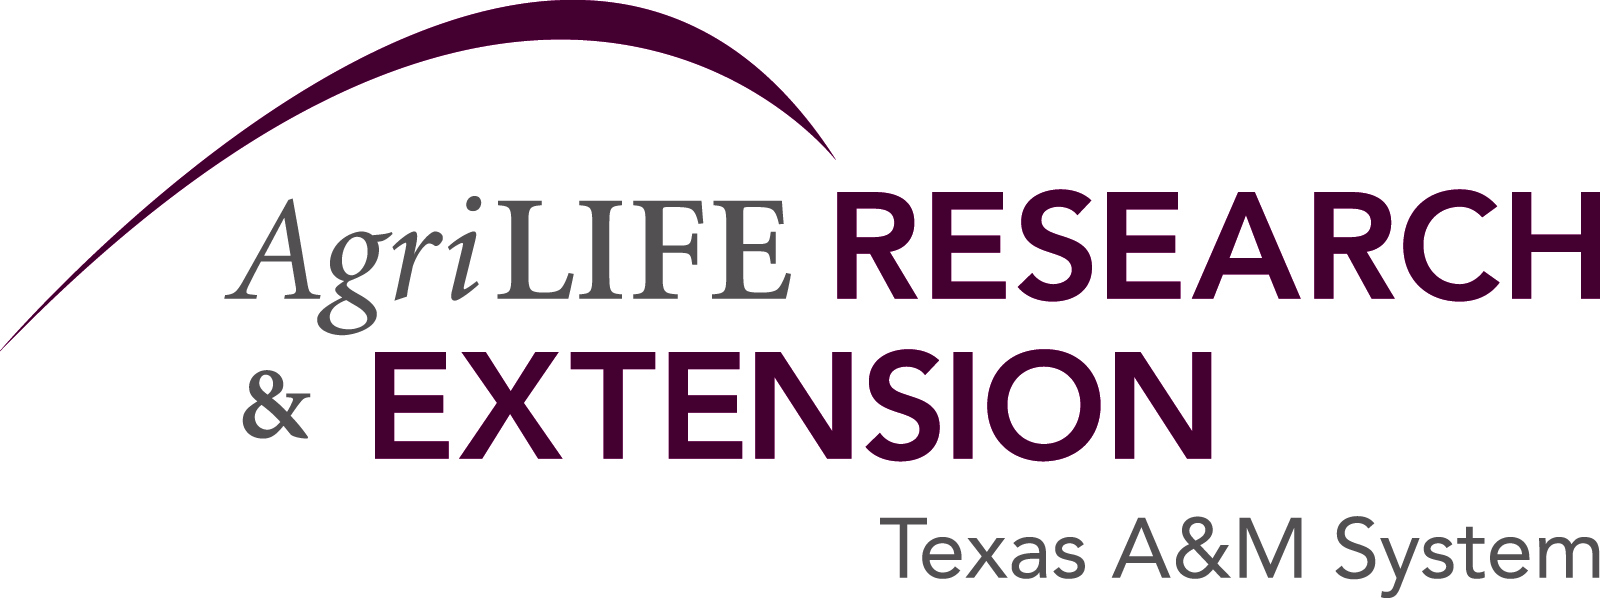 AgriLIFE RESEARCH
& EXTENSION
Texas A&M System